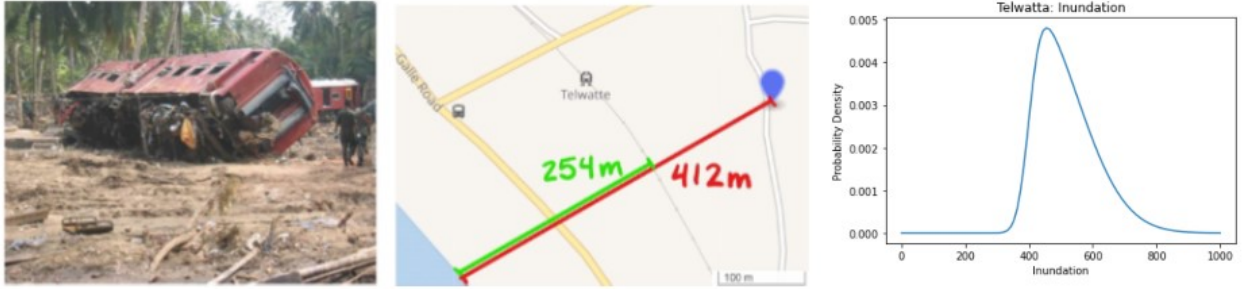 Galle Road
Telwatte
254m
412m
100 m
Telwatta: Inundation
Probability Density
0.005
0.004
0.003
0.002
0.001
0.000
0
200
400
600
800
1000
Inundation